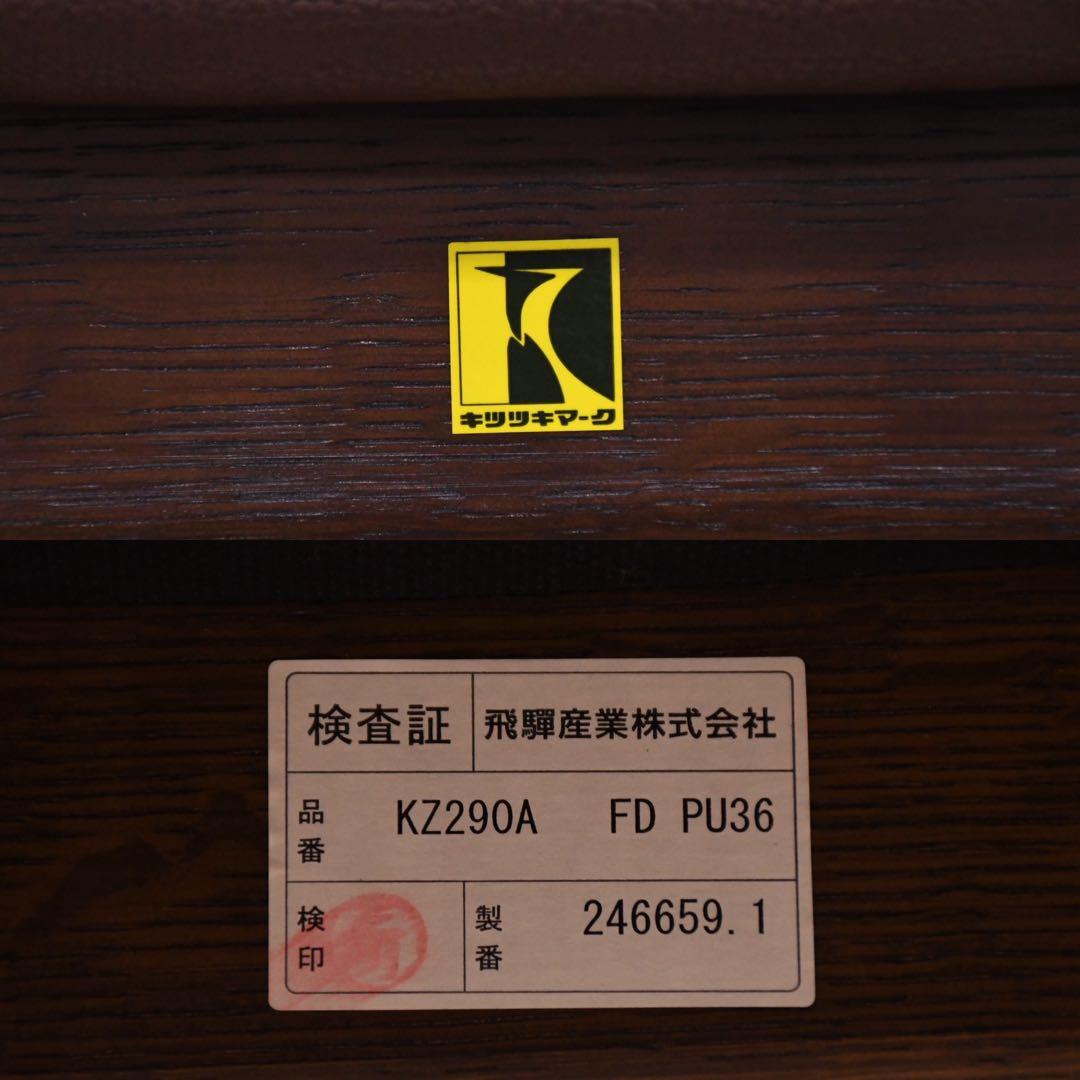 キツツキマーク
検査証 飛驒産業株式会社
品番 KZ290A FD PU36
検印 製番 246659.1